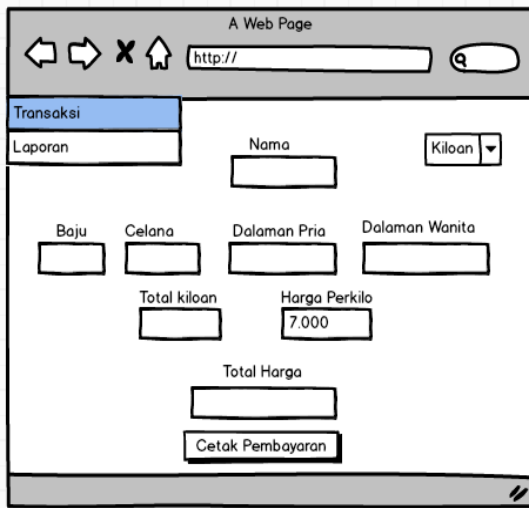 A Web Page
http://
Transaksi
Laporan
Nama
Kiloan
Baju Celana Dalaman Pria Dalaman Wanita
Total kiloan Harga Perkilo
7.000
Total Harga
Cetak Pembayaran